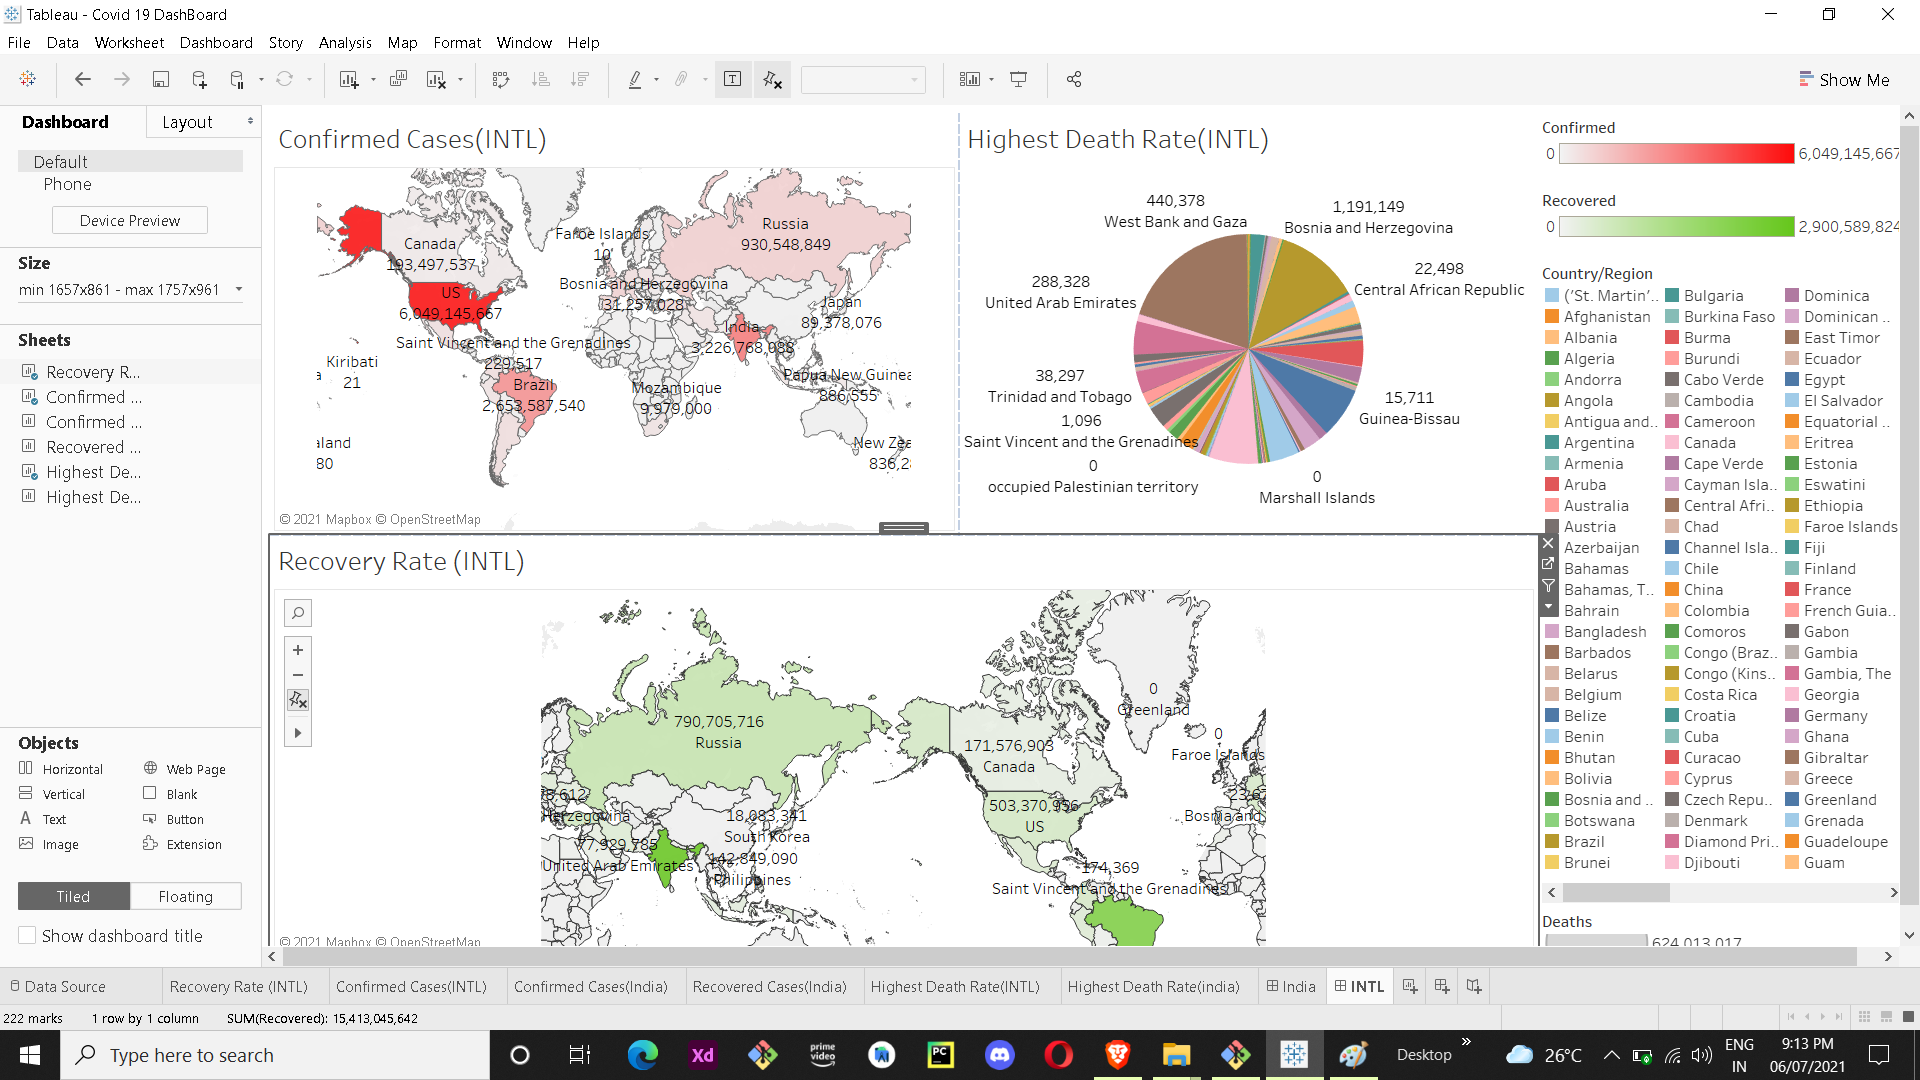 Tableau - Covid 19 DashBoard
File Data Worksheet Dashboard Story Analysis Map Format Window Help
Show Me
Dashboard
Layout
Default
Phone
Device Preview
Size
min 1657x861 - max 1757x961
Sheets
Recovery R...
Confirmed ...
Confirmed ...
Recovered ...
Highest De...
Highest De...
Objects
Horizontal
Web Page
Vertical
Blank
Text
Button
Image
Extension
Tiled
Floating
Show dashboard title
Confirmed Cases(INTL)
Russia
930,548,849
Canada
193,497,537
Faroe Islands
10
Bosnia and Herzegovina
31,257,028
US
6,049,145,667
Japan
89,378,076
India
3,226,768,088
Saint Vincent and the Grenadines
229,517
Kiribati
21
Brazil
2,653,587,540
Mozambique
9,979,000
Papua New Guinea
886,555
aland
80
New Zea
836,28
© 2021 Mapbox © OpenStreetMap
Highest Death Rate(INTL)
440,378
West Bank and Gaza
1,191,149
Bosnia and Herzegovina
288,328
United Arab Emirates
22,498
Central African Republic
38,297
Trinidad and Tobago
15,711
Guinea-Bissau
1,096
Saint Vincent and the Grenadines
0
occupied Palestinian territory
0
Marshall Islands
Recovery Rate (INTL)
790,705,716
Russia
171,576,903
Canada
0
Greenland
0
Faroe Islands
503,370,956
US
Herzegovina
18,083,341
South Korea
77,929,785
United Arab Emirates
142,849,090
Philippines
174,369
Saint Vincent and the Grenadines
Bosnia and
© 2021 Mapbox © OpenStreetMap
Confirmed
0 6,049,145,667
Recovered
0 2,900,589,824
Country/Region
('St. Martin'.. Bulgaria Dominica
Afghanistan Burkina Faso Dominican ..
Albania Burma East Timor
Algeria Burundi Ecuador
Andorra Cabo Verde Egypt
Angola Cambodia El Salvador
Antigua and.. Cameroon Equatorial ..
Argentina Canada Eritrea
Armenia Cape Verde Estonia
Aruba Cayman Isla.. Eswatini
Australia Central Afri.. Ethiopia
Austria Chad Faroe Islands
Azerbaijan Channel Isla.. Fiji
Bahamas Chile Finland
Bahamas, T.. China France
Bahrain Colombia French Guia..
Bangladesh Comoros Gabon
Barbados Congo (Braz.. Gambia
Belarus Congo (Kins.. Gambia, The
Belgium Costa Rica Georgia
Belize Croatia Germany
Benin Cuba Ghana
Bhutan Curacao Gibraltar
Bolivia Cyprus Greece
Bosnia and .. Czech Repu.. Greenland
Botswana Denmark Grenada
Brazil Diamond Pri.. Guadeloupe
Brunei Djibouti Guam
Deaths
624,013,017
Data Source Recovery Rate (INTL) Confirmed Cases(INTL) Confirmed Cases(India) Recovered Cases(India) Highest Death Rate(INTL) Highest Death Rate(india) India INTL
222 marks 1 row by 1 column SUM(Recovered): 15,413,045,642
Type here to search
Xd
prime video
PC
Desktop
26°C
ENG
IN
9:13 PM
06/07/2021